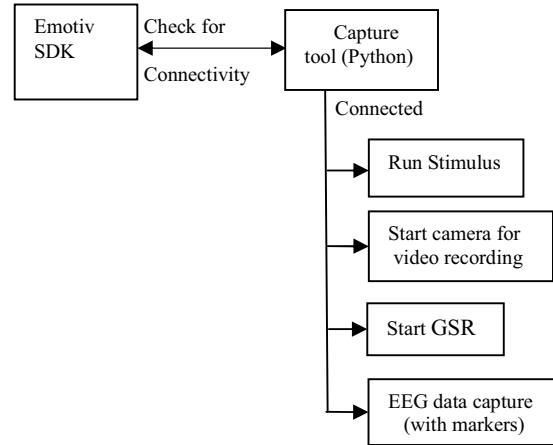 Emotiv
SDK
Check for
Connectivity
Capture
tool (Python)
Connected
Run Stimulus
Start camera for
video recording
Start GSR
EEG data capture
(with markers)